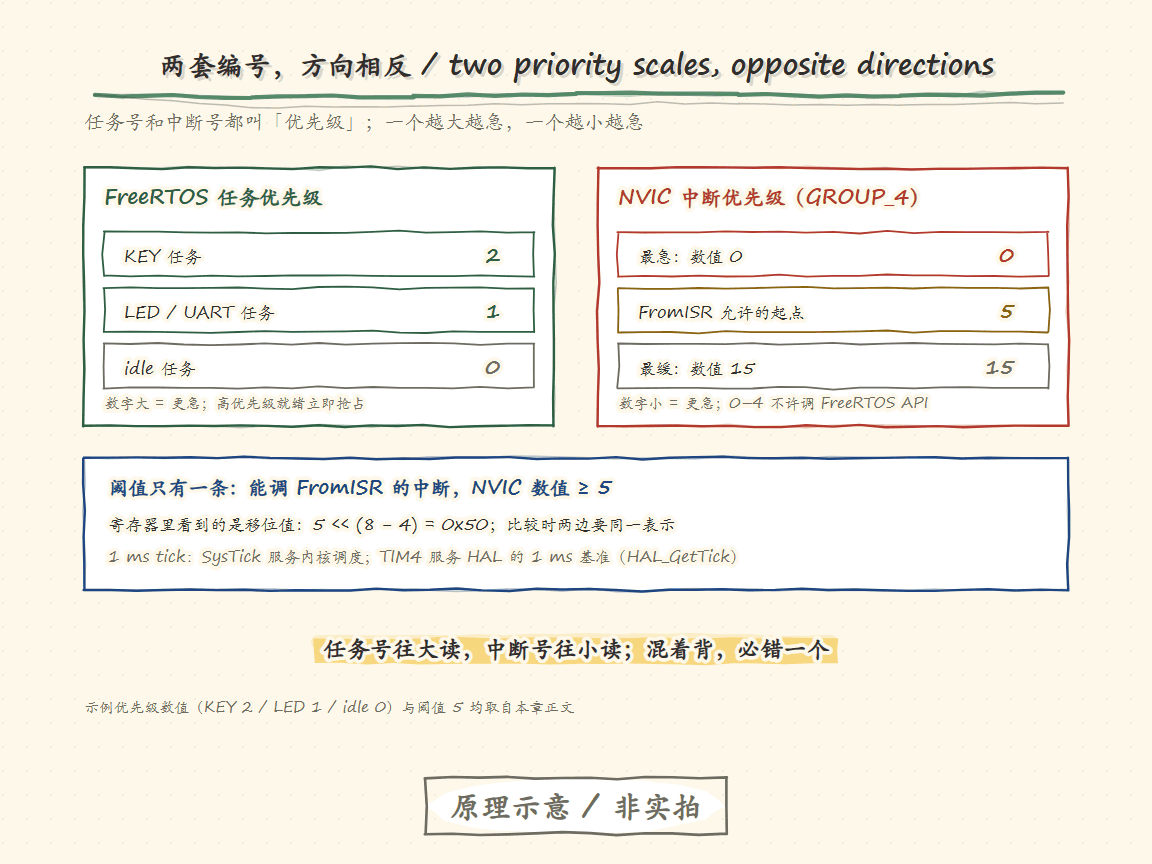 两套编号，方向相反 / two priority scales, opposite directions
任务号和中断号都叫「优先级」；一个越大越急，一个越小越急
FreeRTOS 任务优先级
KEY 任务 2
LED / UART 任务 1
idle 任务 0
数字大 = 更急；高优先级就绪立即抢占
NVIC 中断优先级（GROUP_4）
最急：数值 0 0
FromISR 允许的起点 5
最缓：数值 15 15
数字小 = 更急；0–4 不许调 FreeRTOS API
阈值只有一条：能调 FromISR 的中断，NVIC 数值 ≥ 5
寄存器里看到的是移位值：5 << (8 − 4) = 0x50；比较时两边要同一表示
1 ms tick：SysTick 服务内核调度；TIM4 服务 HAL 的 1 ms 基准（HAL_GetTick）
任务号往大读，中断号往小读；混着背，必错一个
示例优先级数值（KEY 2 / LED 1 / idle 0）与阈值 5 均取自本章正文
原理示意 / 非实拍